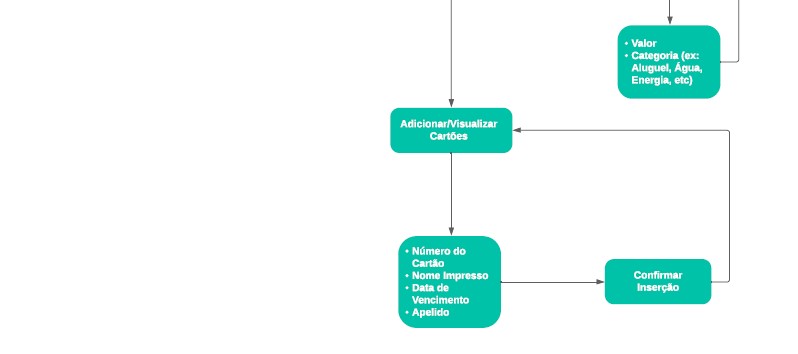 • Valor
• Categoria (ex:
Aluguel, Água,
Energia, etc)
Adicionar/Visualizar
Cartões
• Número do
Cartão
• Nome Impresso
• Data de
Vencimento
• Apelido
Confirmar
Inserção